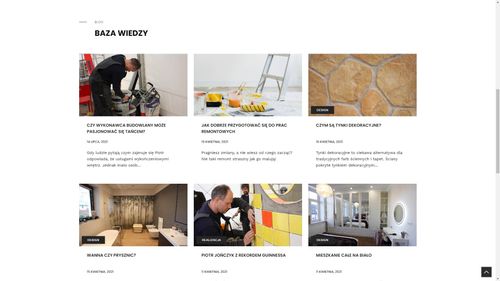 BLOG
BAZA WIEDZY
CZY WYKONAWCA BUDOWLANY MOŻE
PASJONOWAĆ SIĘ TAŃCEM?
14 LIPCA, 2021
Gdy ludzie pytają czym zajmuje się Piotr
odpowiada, że usługami wykończeniowymi
wnętrz. Jednak mało osób...
JAK DOBRZE PRZYGOTOWAĆ SIĘ DO PRAC
REMONTOWYCH
15 KWIETNIA, 2021
Pragniesz zmiany, a nie wiesz od czego zacząć?
Nie taki remont straszny jak go malują.
DESIGN
CZYM SĄ TYNKI DEKORACYJNE?
15 KWIETNIA, 2021
Tynki dekoracyjne to ciekawa alternatywa dla
tradycyjnych farb ściennych i tapet. Ściany
pokryte tynkiem dekoracyjnym...
DESIGN
WANNA CZY PRYSZNIC?
15 KWIETNIA, 2021
REALIZACJA
PIOTR JOŃCZYK Z REKORDEM GUINNESSA
11 KWIETNIA, 2021
DESIGN
MIESZKANIE CAŁE NA BIAŁO
11 KWIETNIA, 2021